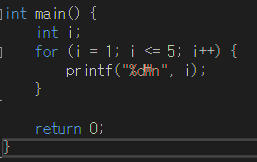 int main() {
    int i;
    for (i = 1; i <= 5; i++) {
        printf("%d₩n", i);
    }

    return 0;
}